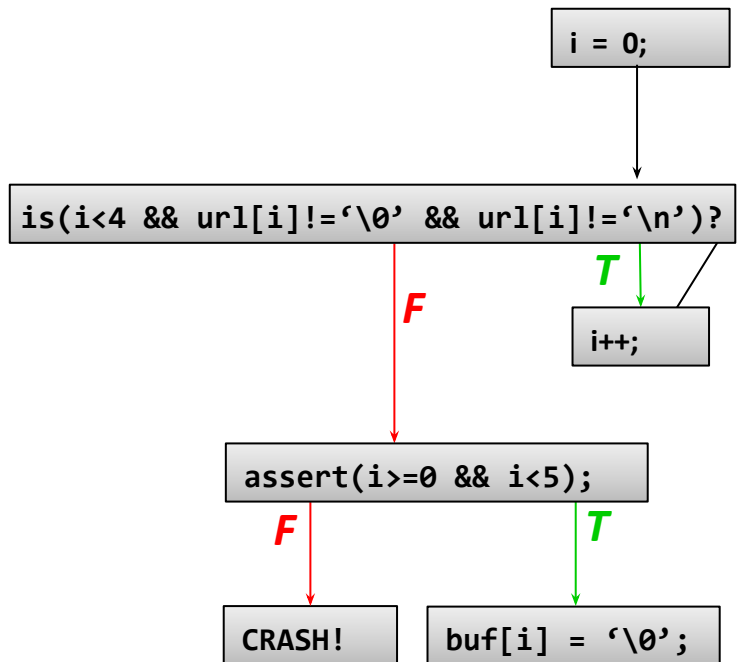 i = 0;
is(i<4 && url[i]!=‘\0’ && url[i]!=‘\n’)?
T
F
i++;
assert(i>=0 && i<5);
F
T
CRASH!
buf[i] = ‘\0’;